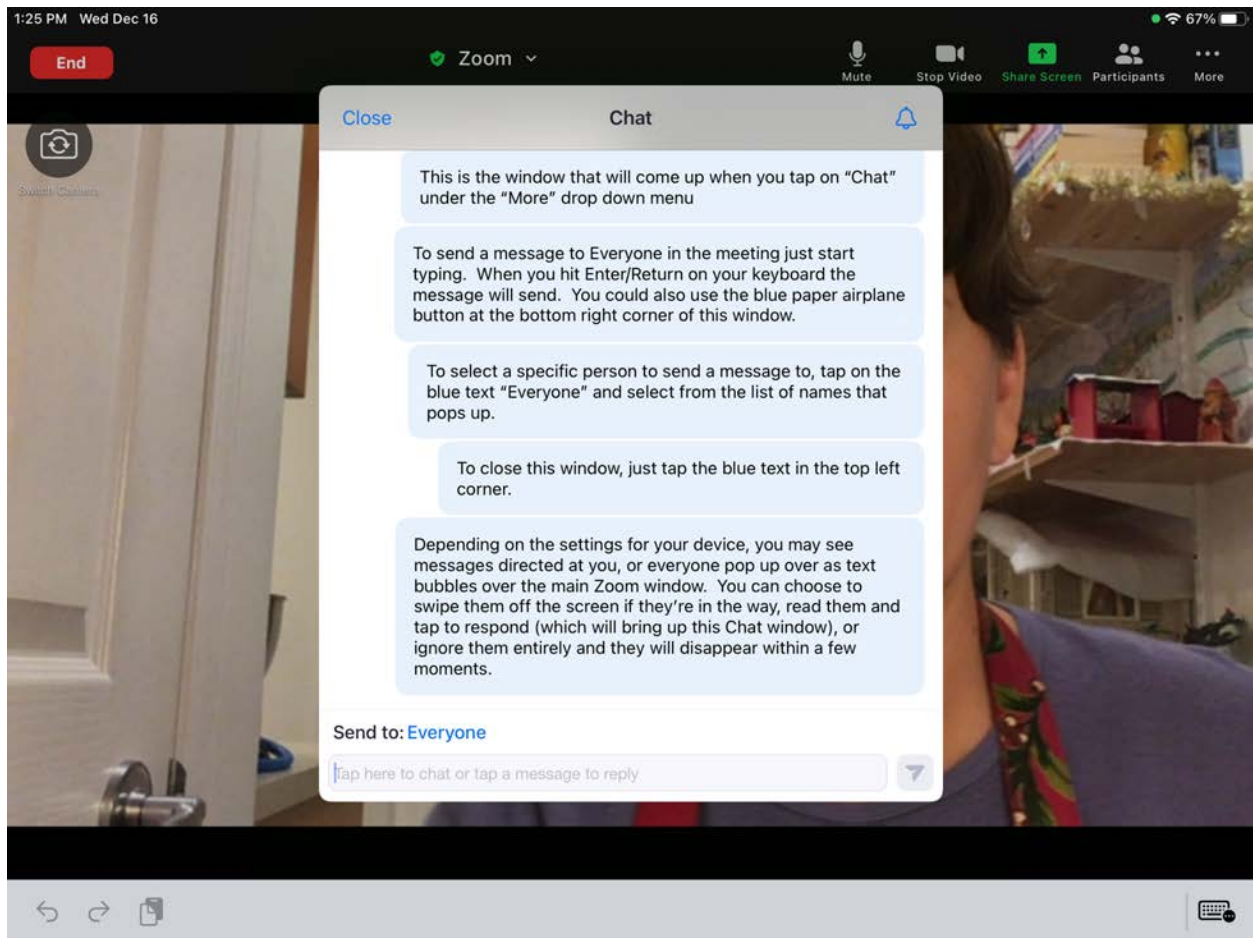 1:25 PM Wed Dec 16
67%
End
Zoom
Mute
Stop Video
Share Screen
Participants
More
Switch Camera
Close
Chat
This is the window that will come up when you tap on “Chat”
under the “More” drop down menu
To send a message to Everyone in the meeting just start
typing.  When you hit Enter/Return on your keyboard the
message will send.  You could also use the blue paper airplane
button at the bottom right corner of this window.
To select a specific person to send a message to, tap on the
blue text “Everyone” and select from the list of names that
pops up.
To close this window, just tap the blue text in the top left
corner.
Depending on the settings for your device, you may see
messages directed at you, or everyone pop up over as text
bubbles over the main Zoom window.  You can choose to
swipe them off the screen if they’re in the way, read them and
tap to respond (which will bring up this Chat window), or
ignore them entirely and they will disappear within a few
moments.
Send to: Everyone
Tap here to chat or tap a message to reply